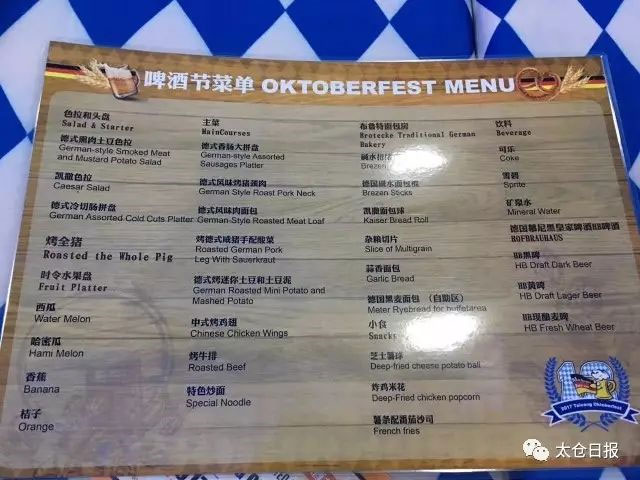 啤酒节菜单 OKTOBERFEST MENU
色拉和头盘
Salad & Starter
德式熏肉土豆色拉
German-style Smoked Meat
and Mustard Potato Salad
凯撒色拉
Caesar Salad
德式冷切肠拼盘
German Assorted Cold Cuts Platter
烤全猪
Roasted the Whole Pig
时令水果盘
Fruit Platter
西瓜
Water Melon
哈密瓜
Hami Melon
香蕉
Banana
桔子
Orange
主菜
MainCourses
德式香肠大拼盘
German-style Assorted
Sausages Platter
德式风味烤猪颈肉
German Style Roast Pork Neck
德式风味肉面包
German-style Roasted Meat Loaf
烤德式咸猪手配酸菜
Roasted German Pork
Leg With Sauerkraut
德式烤迷你土豆和土豆泥
German Roasted Mini Potato and
Mashed Potato
中式烤鸡翅
Chinese Chicken Wings
烤牛排
Roasted Beef
特色炒面
Special Noodle
布鲁特面包房
Brotecke Traditional German
Bakery
碱水
Brezen
德国碱水面包棍
Brezen Sticks
凯撒面包球
Kaiser Bread Roll
杂粮切片
Slice of Multigrain
蒜香面包
Garlic Bread
德国黑麦面包 （自助区）
Meter Ryebread for buffetarea
小食
Snacks
芝士薯球
Deep-fried cheese potato ball
炸鸡米花
Deep-Fried chicken popcorn
薯条配番茄沙司
French fries
饮料
Beverage
可乐
Coke
雪碧
Sprite
矿泉水
Mineral Water
德国慕尼黑皇家啤酒HB啤酒
HOFBRAUHAUS
HB黑啤
HB Draft Dark Beer
HB黄啤
HB Draft Lager Beer
HB现酿麦啤
HB Fresh Wheat Beer
2017 Taicang Oktoberfest
太仓日报